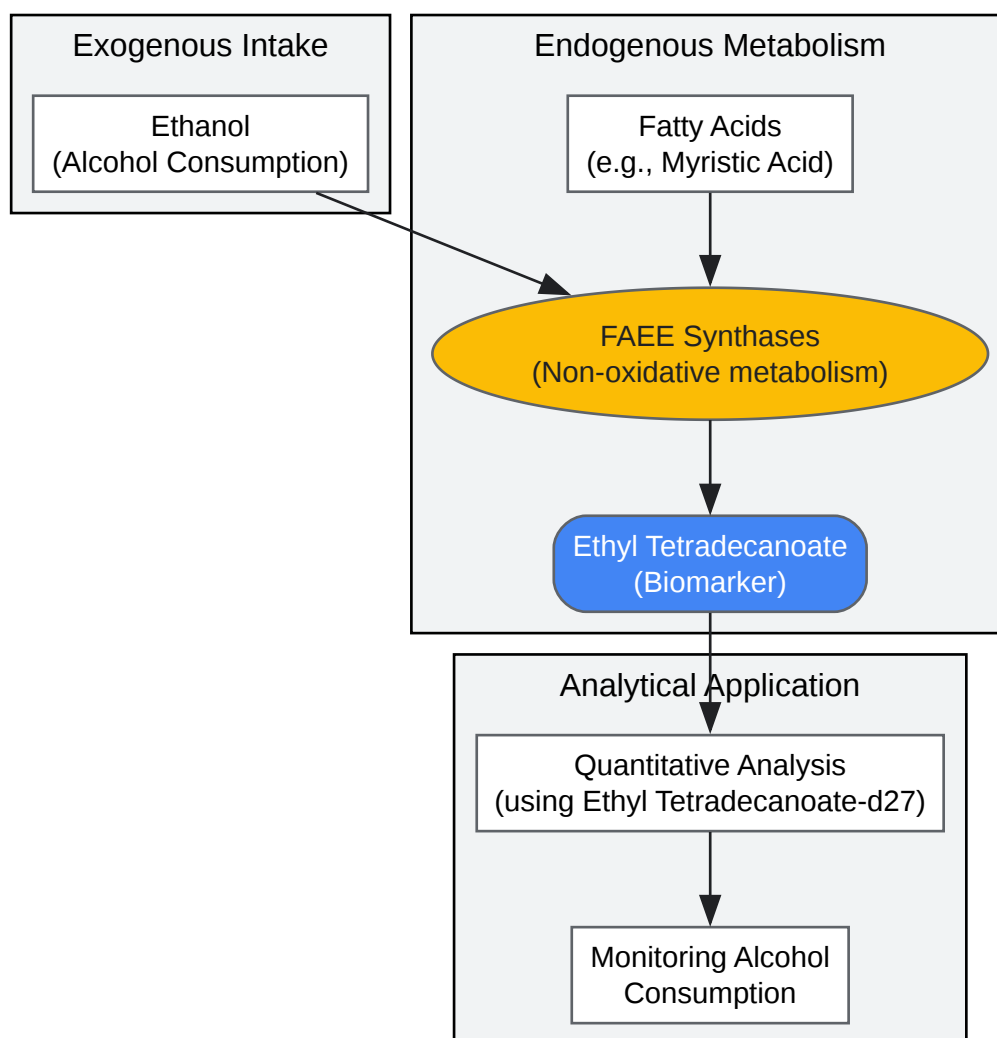 Exogenous Intake
Ethanol
(Alcohol Consumption)
Endogenous Metabolism
Fatty Acids
(e.g., Myristic Acid)
FAEE Synthases
(Non-oxidative metabolism)
Ethyl Tetradecanoate
(Biomarker)
Analytical Application
Quantitative Analysis
(using Ethyl Tetradecanoate-d27)
Monitoring Alcohol
Consumption